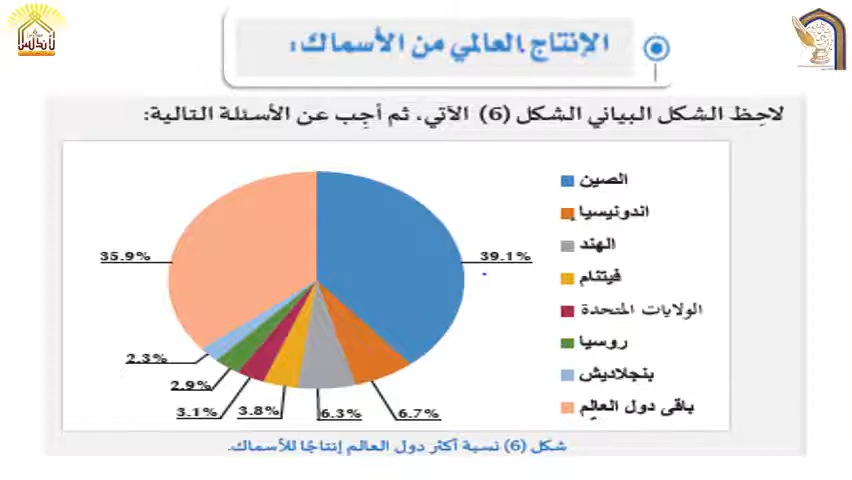 الأندلس
الإنتاج العالمي من الأسماك:
لاحِظ الشكل البياني الشكل (6) الآتي، ثم أجِب عن الأسئلة التالية:
الصين
اندونيسيا
الهند
فيتنام
الولايات المتحدة
روسيا
بنجلاديش
باقي دول العالم
39.1%
35.9%
2.3%
2.9%
3.1%
3.8%
6.3%
6.7%
شكل (6) نسبة أكثر دول العالم إنتاجًا للأسماك.